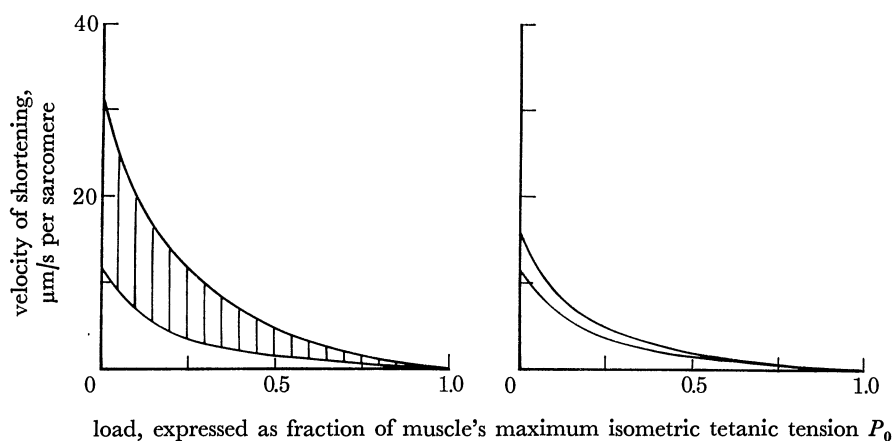 velocity of shortening,
μm/s per sarcomere
40
20
0
0.5
1.0
0
0.5
1.0
load, expressed as fraction of muscle's maximum isometric tetanic tension P₀